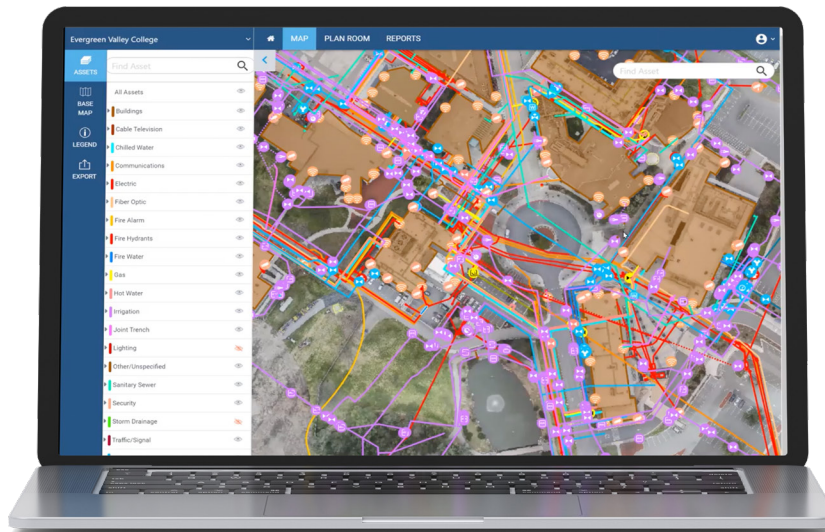 Evergreen Valley College
MAP
PLAN ROOM
REPORTS
ASSETS
Find Asset
Find Asset
BASE
MAP
LEGEND
EXPORT
All Assets
Buildings
Cable Television
Chilled Water
Communications
Electric
Fiber Optic
Fire Alarm
Fire Hydrants
Fire Water
Gas
Hot Water
Irrigation
Joint Trench
Lighting
Other/Unspecified
Sanitary Sewer
Security
Storm Drainage
Traffic/Signal